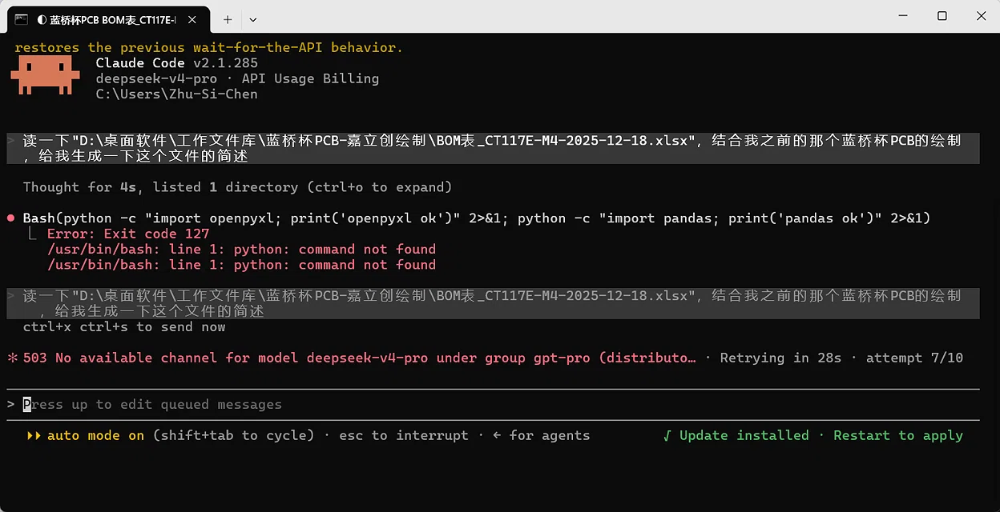 蓝桥杯PCB BOM表_CT117E-
restores the previous wait-for-the-API behavior.
Claude Code v2.1.285
deepseek-v4-pro · API Usage Billing
C:\Users\Zhu-Si-Chen
> 读一下"D:\桌面软件\工作文件库\蓝桥杯PCB-嘉立创绘制\BOM表_CT117E-M4-2025-12-18.xlsx"，结合我之前的那个蓝桥杯PCB的绘制
，给我生成一下这个文件的简述
Thought for 4s, listed 1 directory (ctrl+o to expand)
● Bash(python -c "import openpyxl; print('openpyxl ok')" 2>&1; python -c "import pandas; print('pandas ok')" 2>&1)
⎿ Error: Exit code 127
/usr/bin/bash: line 1: python: command not found
/usr/bin/bash: line 1: python: command not found
> 读一下"D:\桌面软件\工作文件库\蓝桥杯PCB-嘉立创绘制\BOM表_CT117E-M4-2025-12-18.xlsx"，结合我之前的那个蓝桥杯PCB的绘制
，给我生成一下这个文件的简述
ctrl+x ctrl+s to send now
✻ 503 No available channel for model deepseek-v4-pro under group gpt-pro (distributo… · Retrying in 28s · attempt 7/10
> Press up to edit queued messages
⏵⏵ auto mode on (shift+tab to cycle) · esc to interrupt · ← for agents √ Update installed · Restart to apply